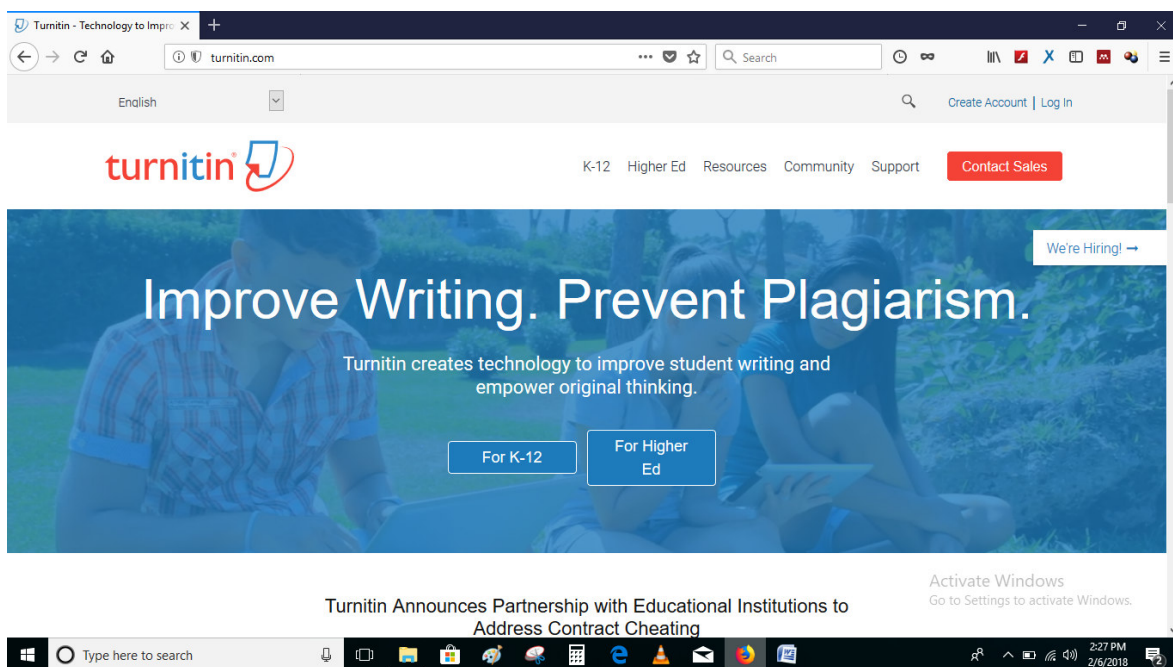 Turnitin - Technology to Impro
turnitin.com
Search
English
Create Account | Log In
turnitin
K-12 Higher Ed Resources Community Support Contact Sales
We're Hiring! →
Improve Writing. Prevent Plagiarism.
Turnitin creates technology to improve student writing and
empower original thinking.
For K-12
For Higher
Ed
Activate Windows
Go to Settings to activate Windows.
Turnitin Announces Partnership with Educational Institutions to
Address Contract Cheating
Type here to search
2:27 PM
2/6/2018